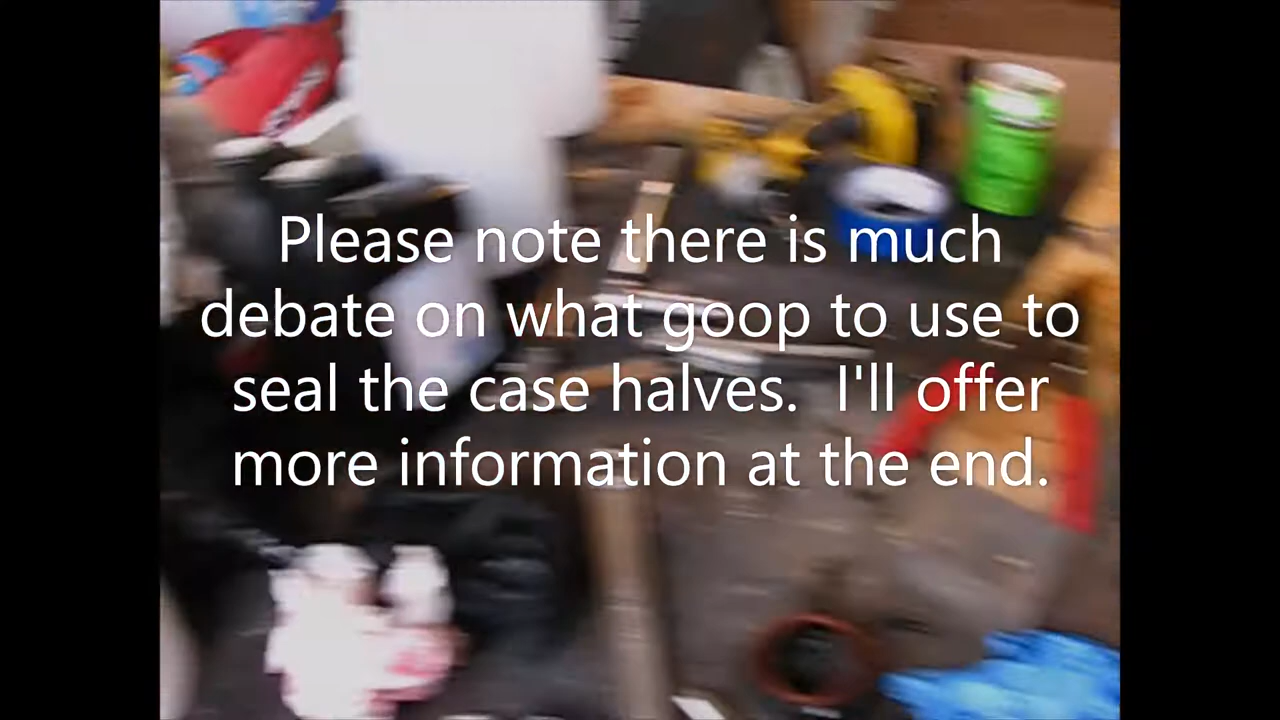 Please note there is much
debate on what goop to use to
seal the case halves.  I'll offer
more information at the end.